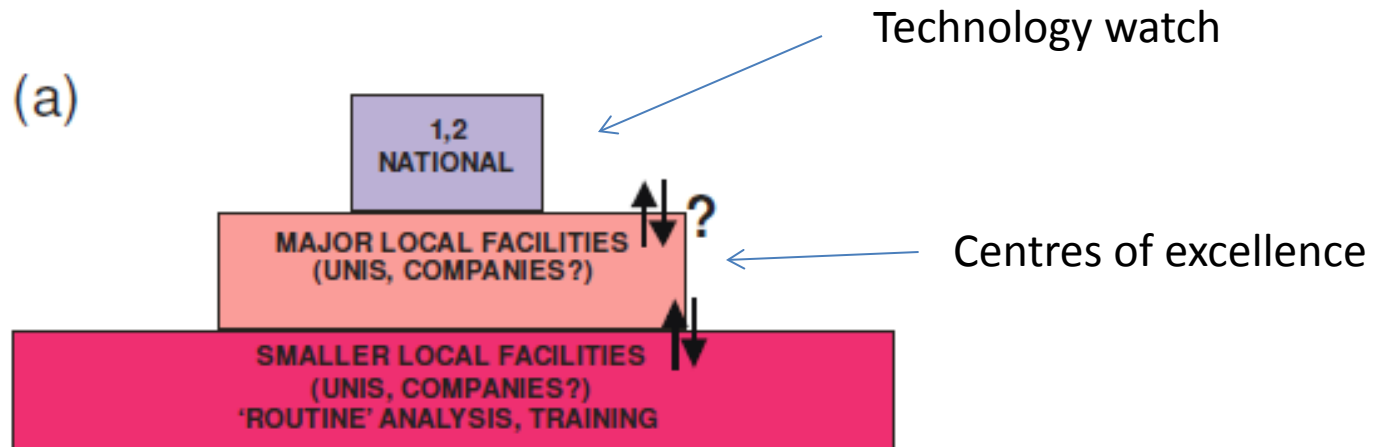 Technology watch
(a)
1,2
NATIONAL
?
MAJOR LOCAL FACILITIES
(UNIS, COMPANIES?)
Centres of excellence
SMALLER LOCAL FACILITIES
(UNIS, COMPANIES?)
‘ROUTINE’ ANALYSIS, TRAINING